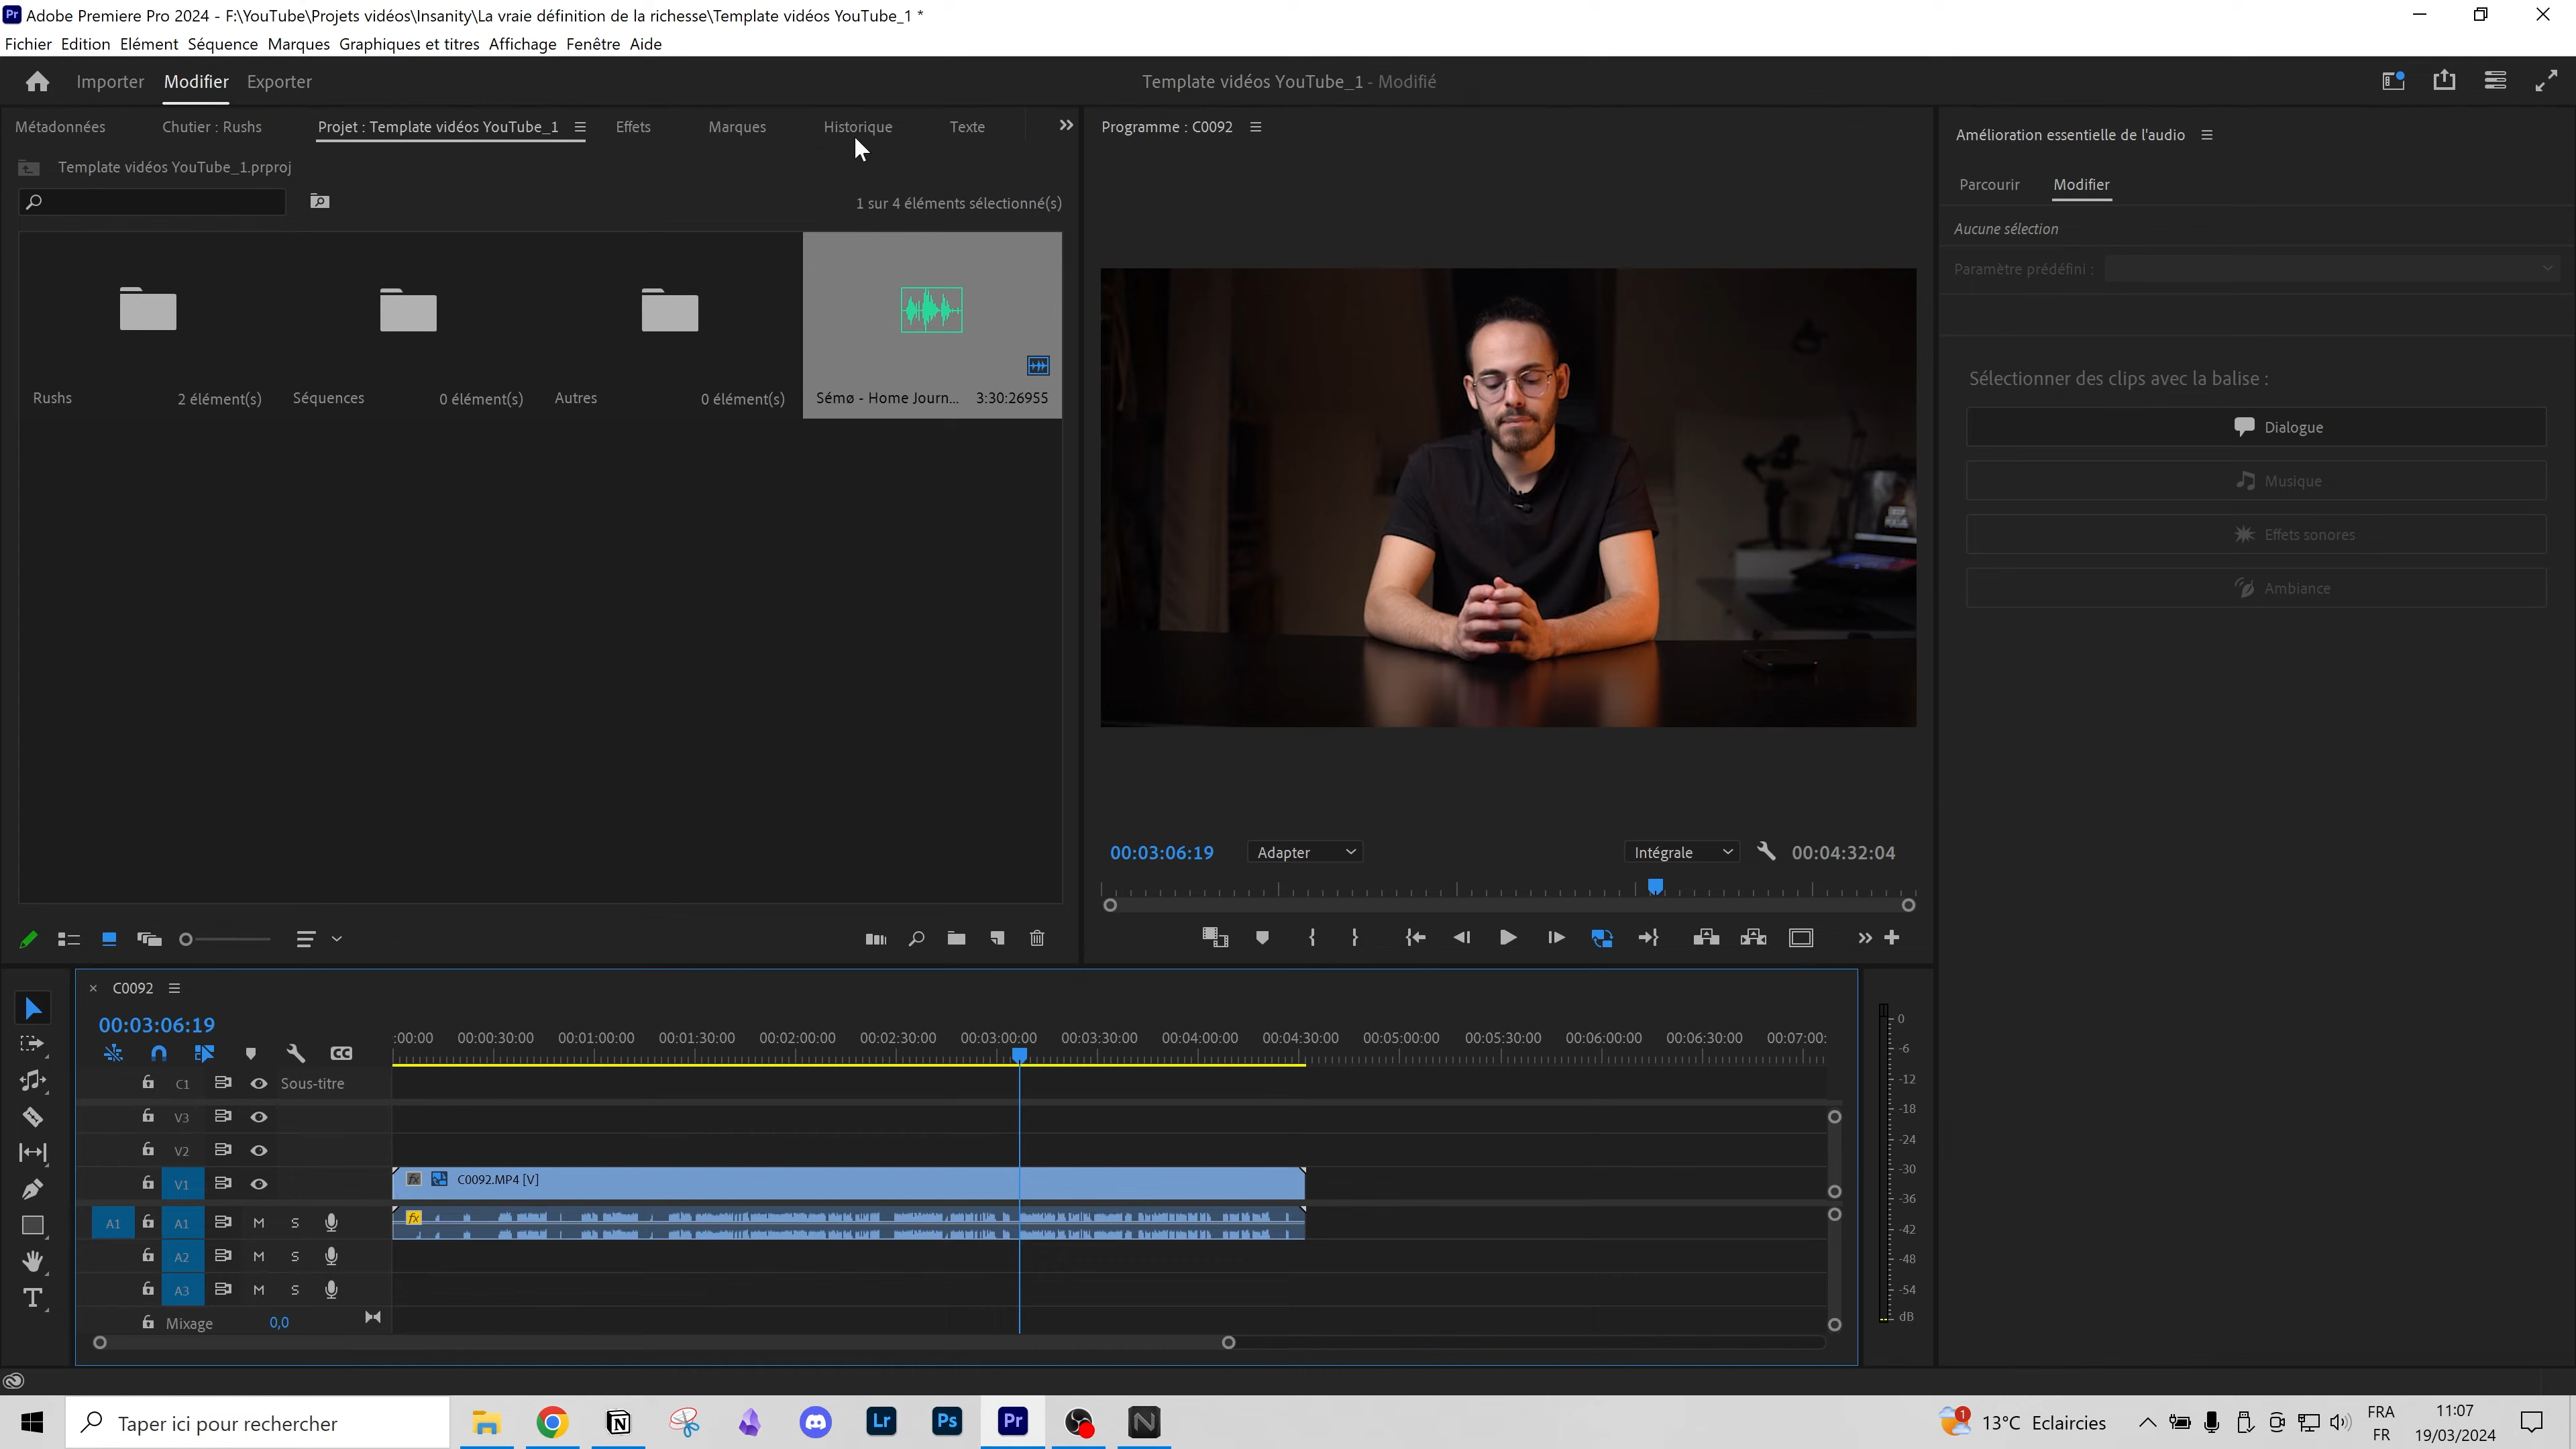 Adobe Premiere Pro 2024 - F:\YouTube\Projets vidéos\Insanity\La vraie définition de la richesse\Template vidéos YouTube_1 *
Fichier Edition Elément Séquence Marques Graphiques et titres Affichage Fenêtre Aide
Importer Modifier Exporter
Template vidéos YouTube_1 - Modifié
Métadonnées Chutier : Rushs Projet : Template vidéos YouTube_1 Effets Marques Historique Texte
Template vidéos YouTube_1.prproj
1 sur 4 éléments sélectionné(s)
Rushs 2 élément(s) Séquences 0 élément(s) Autres 0 élément(s) Sémø - Home Journ... 3:30:26955
Programme : C0092
00:03:06:19 Adapter Intégrale 00:04:32:04
Amélioration essentielle de l'audio
Parcourir Modifier
Aucune sélection
Paramètre prédéfini :
Sélectionner des clips avec la balise :
Dialogue
Musique
Effets sonores
Ambiance
C0092
00:03:06:19
:00:00 00:00:30:00 00:01:00:00 00:01:30:00 00:02:00:00 00:02:30:00 00:03:00:00 00:03:30:00 00:04:00:00 00:04:30:00 00:05:00:00 00:05:30:00 00:06:00:00 00:06:30:00 00:07:00:
CC
C1 Sous-titre
V3
V2
V1 fx C0092.MP4 [V]
A1 A1 M S fx
A2 M S
A3 M S
Mixage 0,0
0
-6
-12
-18
-24
-30
-36
-42
-48
-54
dB
Taper ici pour rechercher
Lr Ps Pr
1 13°C Eclaircies
FRA
FR
11:07
19/03/2024